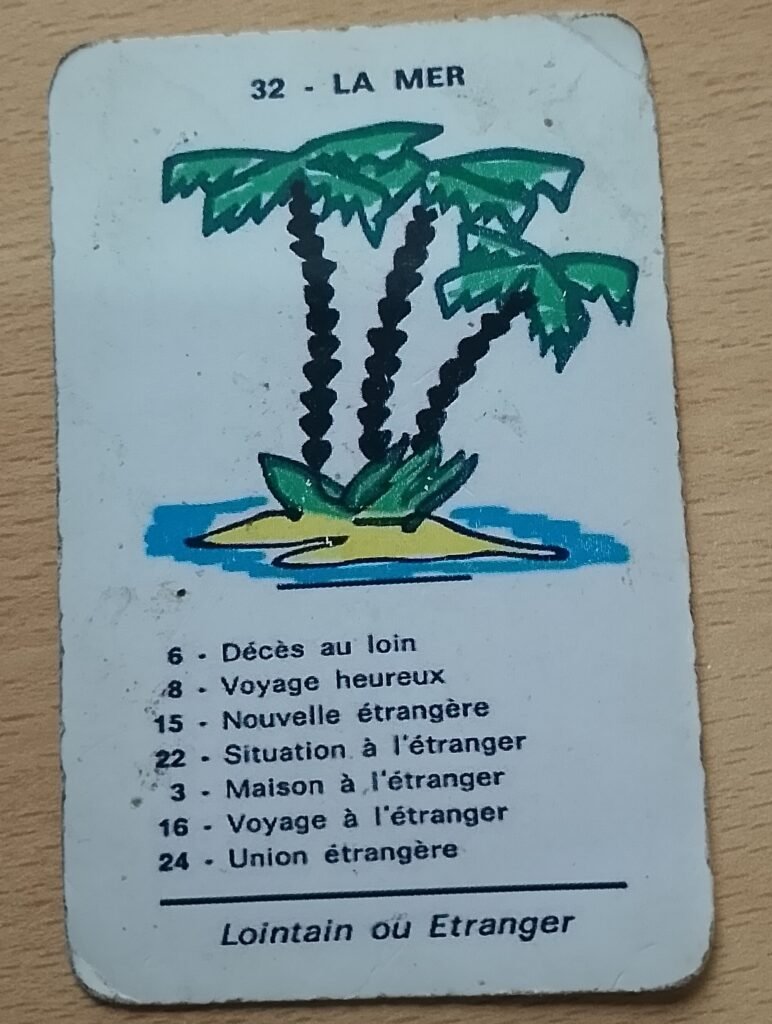 32 - LA MER
6 - Décès au loin
8 - Voyage heureux
15 - Nouvelle étrangère
22 - Situation à l'étranger
3 - Maison à l'étranger
16 - Voyage à l'étranger
24 - Union étrangère
Lointain ou Etranger